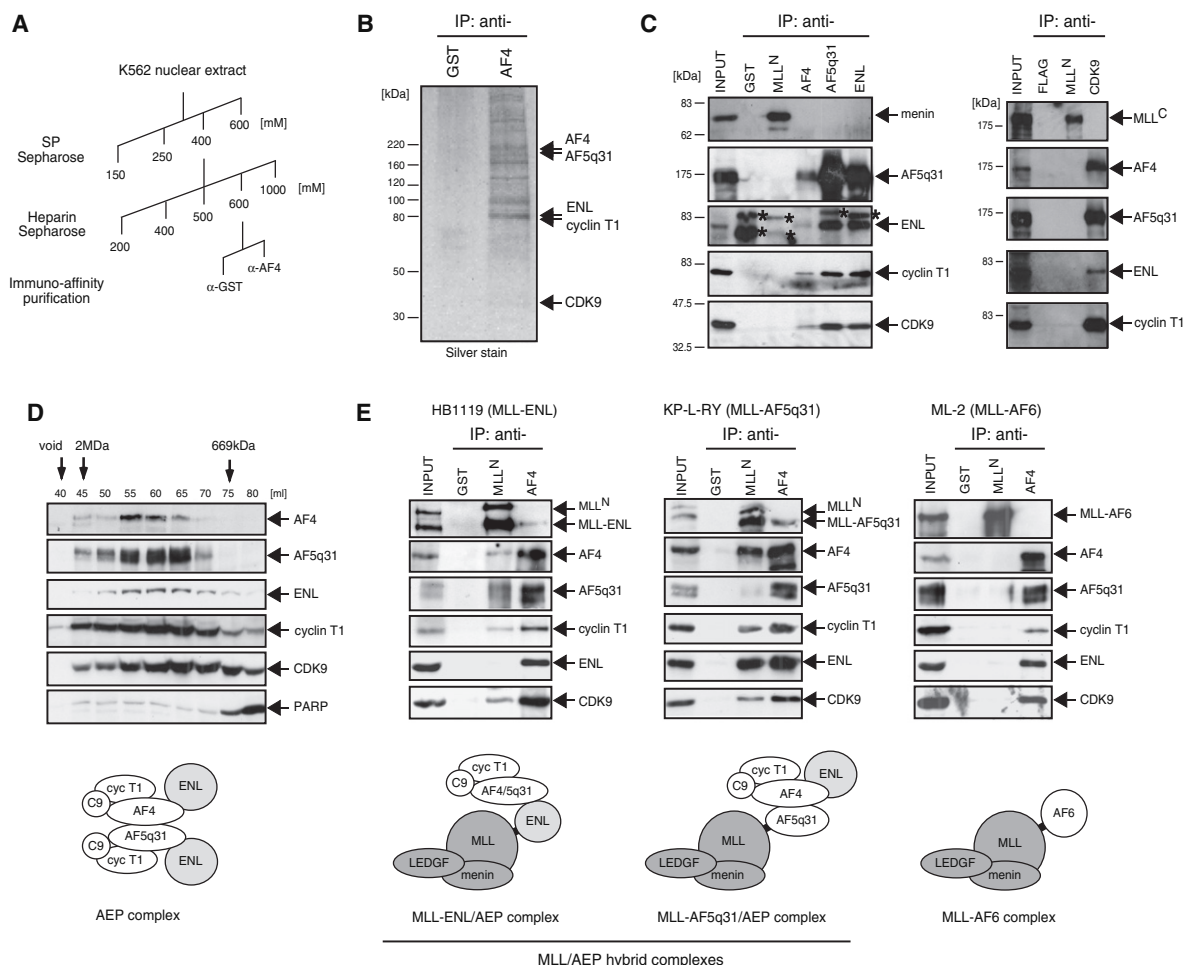 A
K562 nuclear extract
SP
Sepharose
150
250
400
600
[mM]
Heparin
Sepharose
200
400
500
600
1000
[mM]
Immuno-affinity
purification
α-GST
α-AF4
B
IP: anti-
GST
AF4
[kDa]
220
160
120
100
80
50
30
AF4
AF5q31
ENL
cyclin T1
CDK9
Silver stain
C
IP: anti-
[kDa]
INPUT
GST
MLLN
AF4
AF5q31
ENL
83
62
menin
175
AF5q31
83
* * * * * *
ENL
83
cyclin T1
47.5
32.5
CDK9
IP: anti-
[kDa]
INPUT
FLAG
MLLN
CDK9
175
MLLC
175
AF4
175
AF5q31
83
ENL
83
cyclin T1
D
void
2MDa
669kDa
40 45 50 55 60 65 70 75 80 [ml]
AF4
AF5q31
ENL
cyclin T1
CDK9
PARP
cyc T1
C9
AF4
ENL
AF5q31
C9
cyc T1
ENL
AEP complex
E
HB1119 (MLL-ENL)
IP: anti-
INPUT
GST
MLLN
AF4
MLLN
MLL-ENL
AF4
AF5q31
cyclin T1
ENL
CDK9
cyc T1
C9
AF4/5q31
ENL
MLL
LEDGF
menin
MLL-ENL/AEP complex
KP-L-RY (MLL-AF5q31)
IP: anti-
INPUT
GST
MLLN
AF4
MLLN
MLL-AF5q31
AF4
AF5q31
cyclin T1
ENL
CDK9
cyc T1
C9
AF4
ENL
AF5q31
MLL
LEDGF
menin
MLL-AF5q31/AEP complex
MLL/AEP hybrid complexes
ML-2 (MLL-AF6)
IP: anti-
INPUT
GST
MLLN
AF4
MLL-AF6
AF4
AF5q31
cyclin T1
ENL
CDK9
AF6
MLL
LEDGF
menin
MLL-AF6 complex